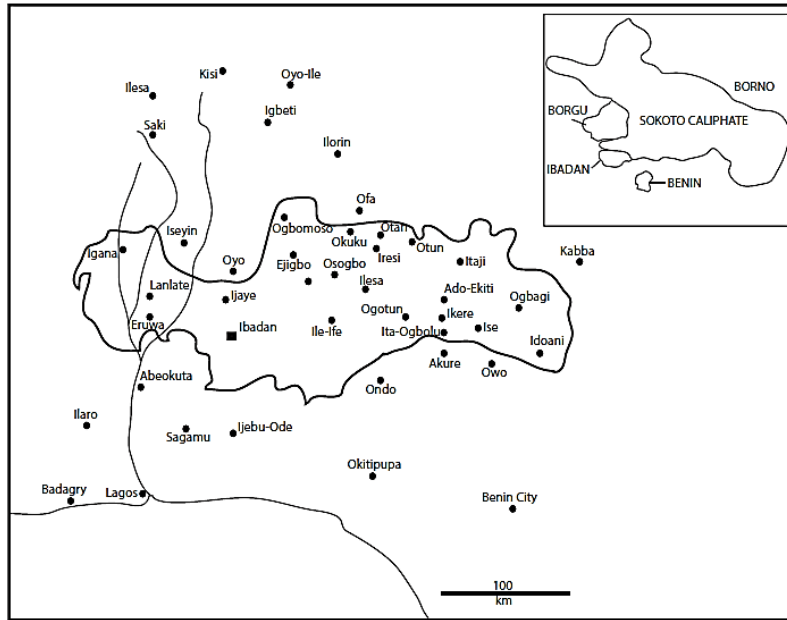 Kisi
Oyo-Ile
Ilesa
Igbeti
Saki
Ilorin
BORNO
BORGU
SOKOTO CALIPHATE
IBADAN
BENIN
Ofa
Ogbomoso
Okuku
Otan
Iseyin
Otun
Iresi
Igana
Oyo
Ejigbo
Osogbo
Itaji
Kabba
Ilesa
Lanlate
Ijaye
Ado-Ekiti
Ogbagi
Ogotun
Ikere
Eruwa
Ibadan
Ile-Ife
Ita-Ogbolu
Ise
Idoani
Akure
Owo
Abeokuta
Ondo
Ilaro
Sagamu
Ijebu-Ode
Okitipupa
Badagry
Lagos
Benin City
100
km